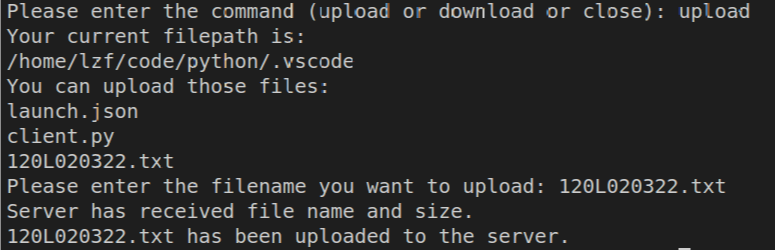 Please enter the command (upload or download or close): upload
Your current filepath is:
/home/lzf/code/python/.vscode
You can upload those files:
launch.json
client.py
120L020322.txt
Please enter the filename you want to upload: 120L020322.txt
Server has received file name and size.
120L020322.txt has been uploaded to the server.